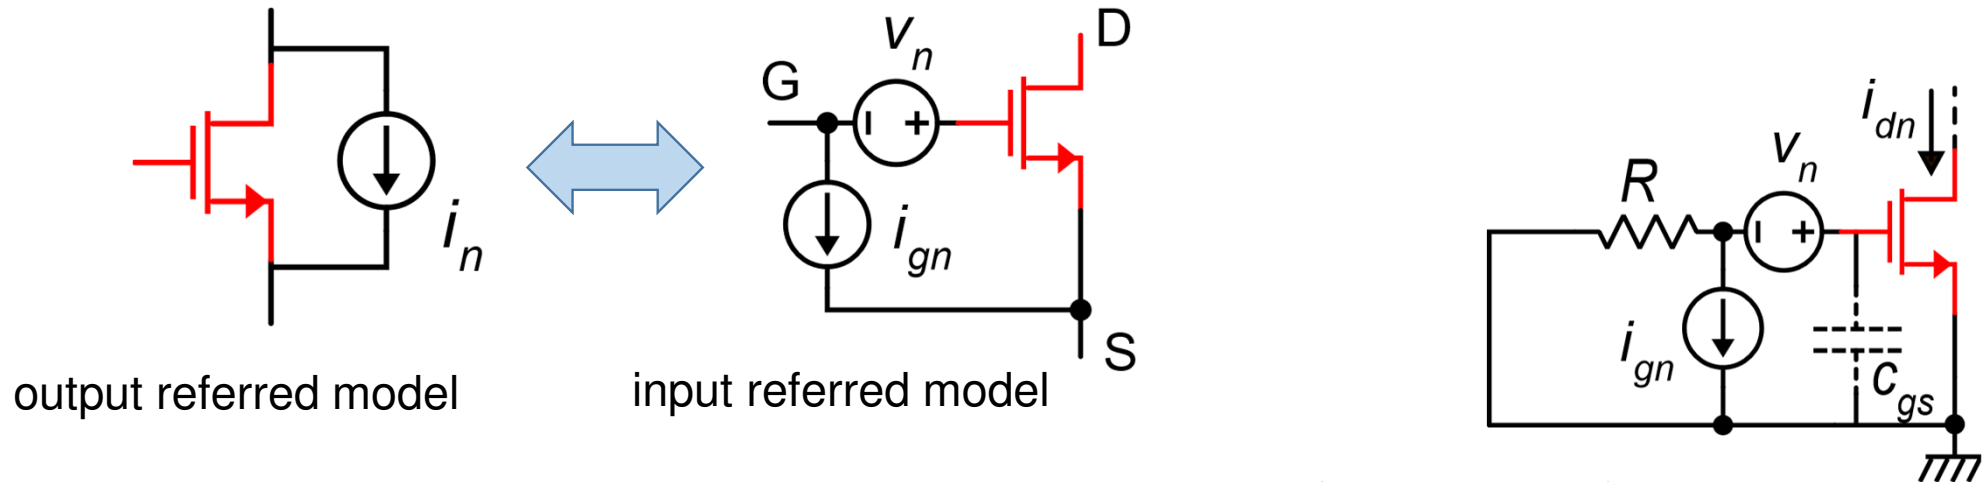 i_n
output referred model
G
v_n
D
i_gn
S
input referred model
R
v_n
i_dn
i_gn
c_gs